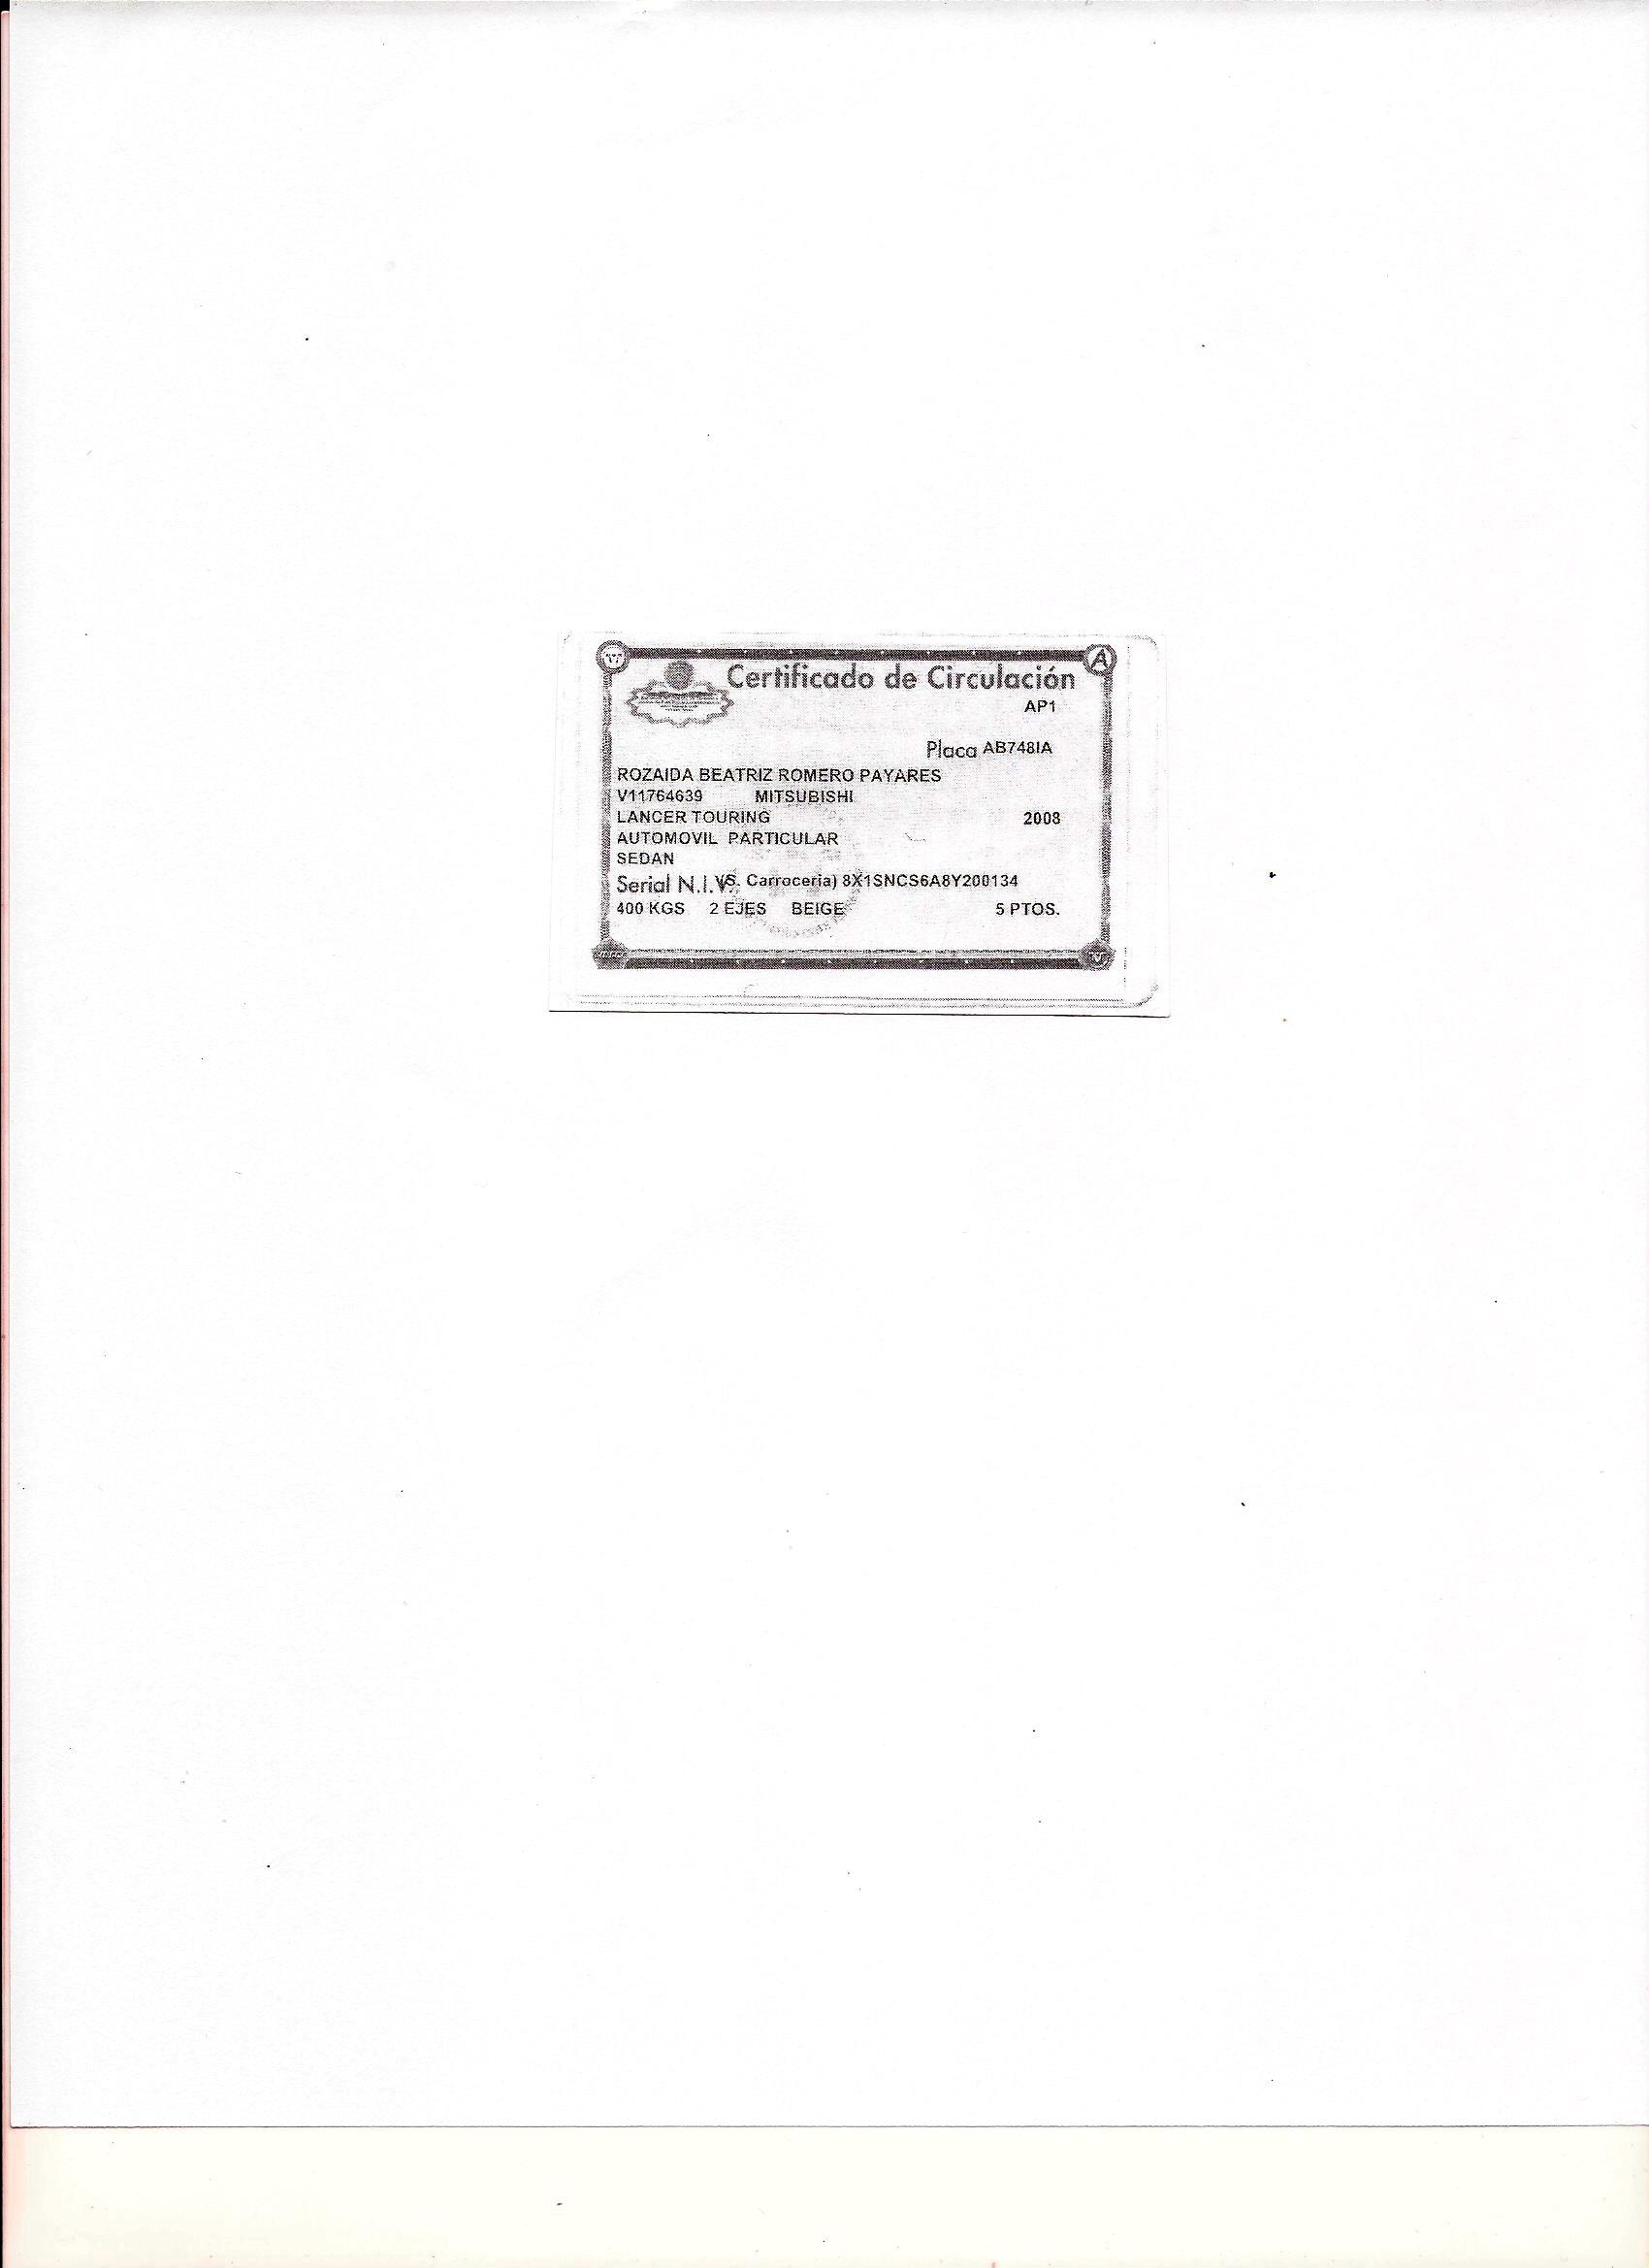 Certificado de Circulación
AP1
Placa AB748IA
ROZAIDA BEATRIZ ROMERO PAYARES
V11764639 MITSUBISHI
LANCER TOURING 2008
AUTOMOVIL PARTICULAR
SEDAN
Serial N.I.V. S. Carroceria) 8X1SNCS6A8Y200134
400 KGS 2 EJES BEIGE 5 PTOS.
A